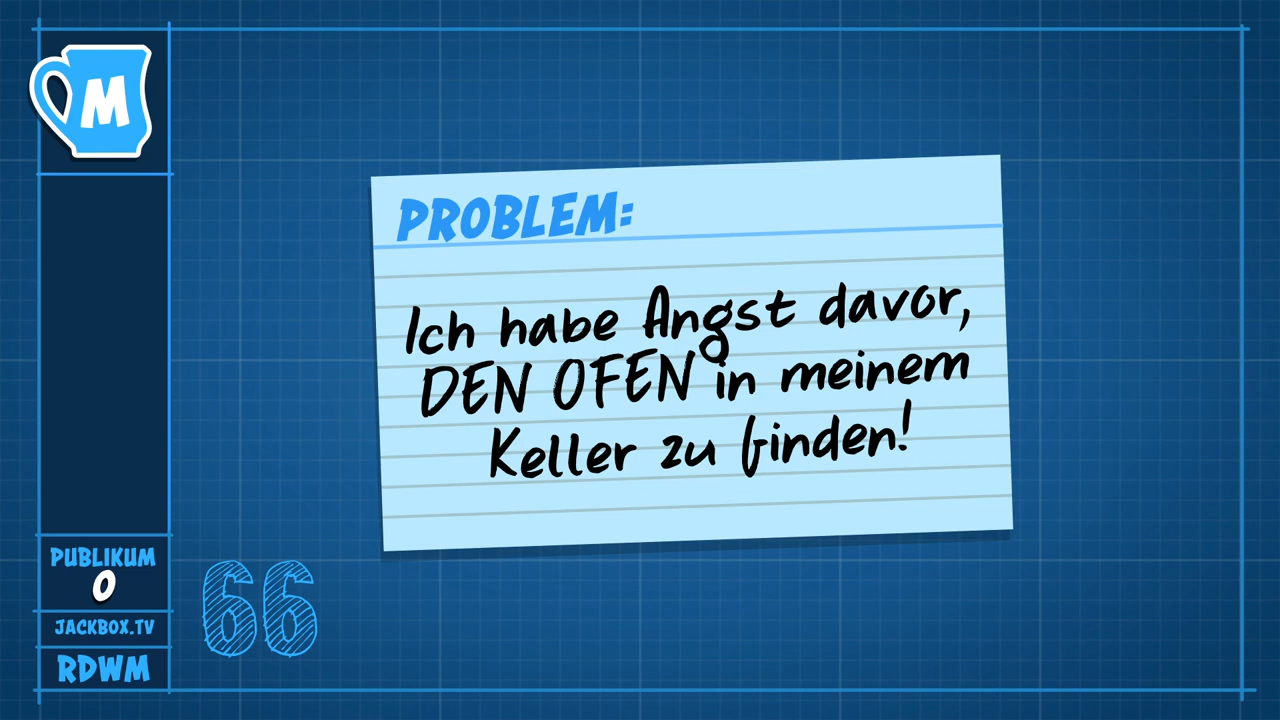 M
PROBLEM:
Ich habe Angst davor,
DEN OFEN in meinem
Keller zu finden!
PUBLIKUM
0
JACKBOX.TV
RDWM
66